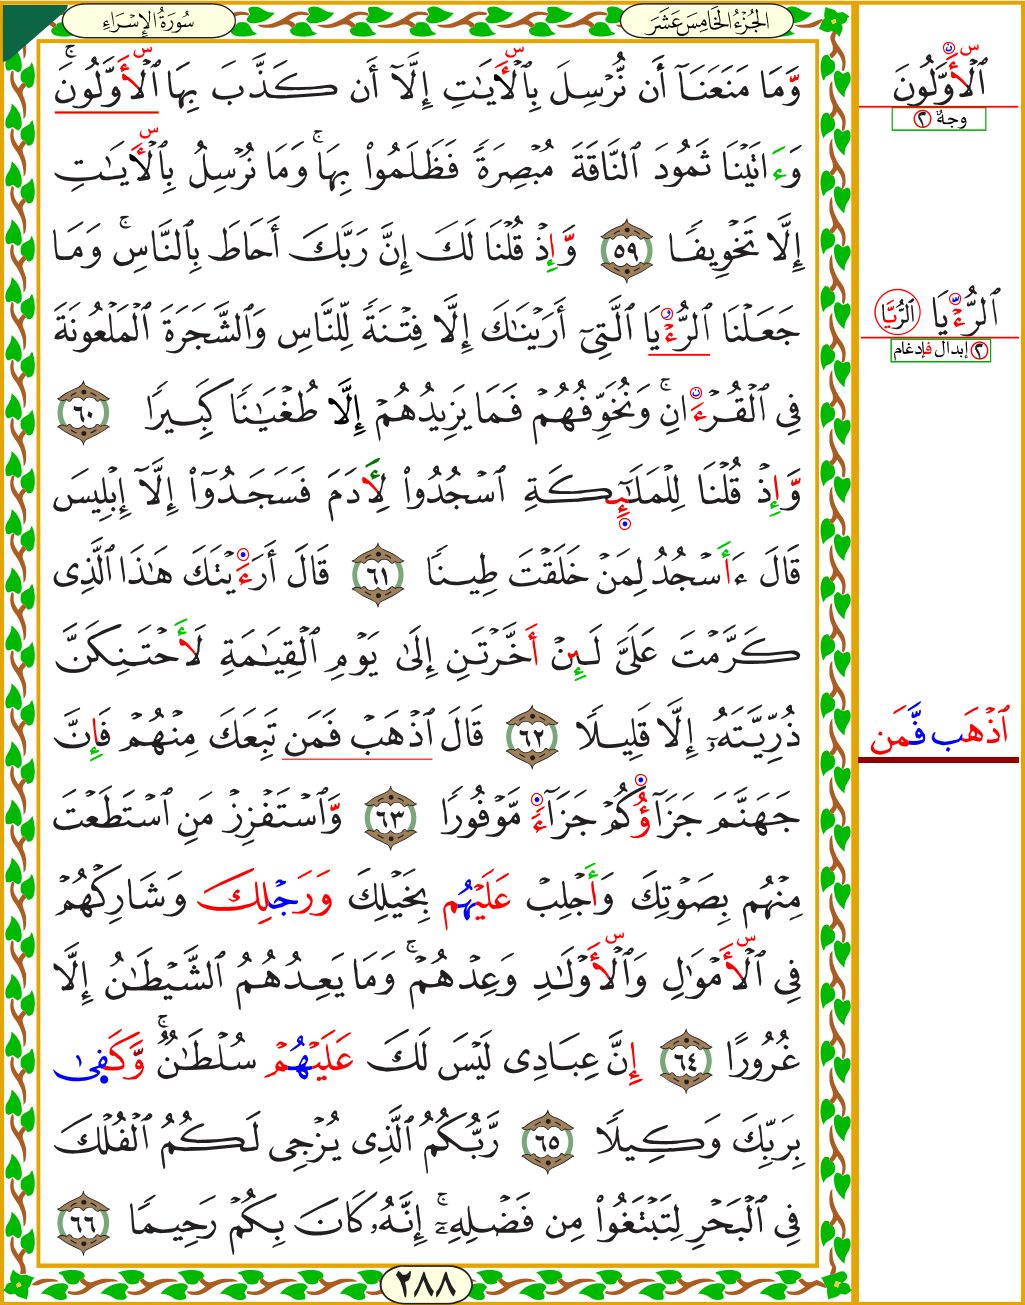 الجُزْءُ الخَامِسَ عَشَرَ
سُورَةُ الإِسْرَاءِ
وَّمَا مَنَعَنَآ أَن نُّرْسِلَ بِٱلْأَيَٰتِ إِلَّآ أَن كَذَّبَ بِهَا ٱلْأَوَّلُونَۚ
وَءَاتَيْنَا ثَمُودَ ٱلنَّاقَةَ مُبْصِرَةً فَظَلَمُوا۟ بِهَاۚ وَمَا نُرْسِلُ بِٱلْأَيَٰتِ
إِلَّا تَخْوِيفًا ٥٩ وَّإِذْ قُلْنَا لَكَ إِنَّ رَبَّكَ أَحَاطَ بِٱلنَّاسِۚ وَمَا
جَعَلْنَا ٱلرُّءْيَا ٱلَّتِىٓ أَرَيْنَٰكَ إِلَّا فِتْنَةً لِّلنَّاسِ وَٱلشَّجَرَةَ ٱلْمَلْعُونَةَ
فِى ٱلْقُرْءَانِۚ وَنُخَوِّفُهُمْ فَمَا يَزِيدُهُمْ إِلَّا طُغْيَٰنًا كَبِيرًا ٦٠
وَّإِذْ قُلْنَا لِلْمَلَٰٓئِكَةِ ٱسْجُدُوا۟ لِأَدَمَ فَسَجَدُوٓا۟ إِلَّآ إِبْلِيسَ
قَالَ ءَأَسْجُدُ لِمَنْ خَلَقْتَ طِينًا ٦١ قَالَ أَرَءَيْتَكَ هَٰذَا ٱلَّذِى
كَرَّمْتَ عَلَىَّ لَئِنْ أَخَّرْتَنِ إِلَىٰ يَوْمِ ٱلْقِيَٰمَةِ لَأَحْتَنِكَنَّ
ذُرِّيَّتَهُۥٓ إِلَّا قَلِيلًا ٦٢ قَالَ ٱذْهَبْ فَمَن تَبِعَكَ مِنْهُمْ فَإِنَّ
جَهَنَّمَ جَزَآؤُكُمْ جَزَآءً مَّوْفُورًا ٦٣ وَّٱسْتَفْزِزْ مَنِ ٱسْتَطَعْتَ
مِنْهُم بِصَوْتِكَ وَأَجْلِبْ عَلَيْهُم بِخَيْلِكَ وَرَجْلِكَ وَشَارِكْهُمْ
فِى ٱلْأَمْوَٰلِ وَٱلْأَوْلَٰدِ وَعِدْهُمْۚ وَمَا يَعِدُهُمُ ٱلشَّيْطَٰنُ إِلَّا
غُرُورًا ٦٤ إِنَّ عِبَادِى لَيْسَ لَكَ عَلَيْهُمْ سُلْطَٰنٌۚ وَّكَفِىٰ
بِرَبِّكَ وَكِيلًا ٦٥ رَّبُّكُمُ ٱلَّذِى يُزْجِى لَكُمُ ٱلْفُلْكَ
فِى ٱلْبَحْرِ لِتَبْتَغُوا۟ مِن فَضْلِهِۦٓۚ إِنَّهُۥ كَانَ بِكُمْ رَحِيمًا ٦٦
ٱلْأَوَّلُونَ
وجهٌ ٢
ٱلرُّءْيَا ٱلرُّيَّا
٢ إبدال فإدغام
ٱذْهَب فَّمَن
٢٨٨